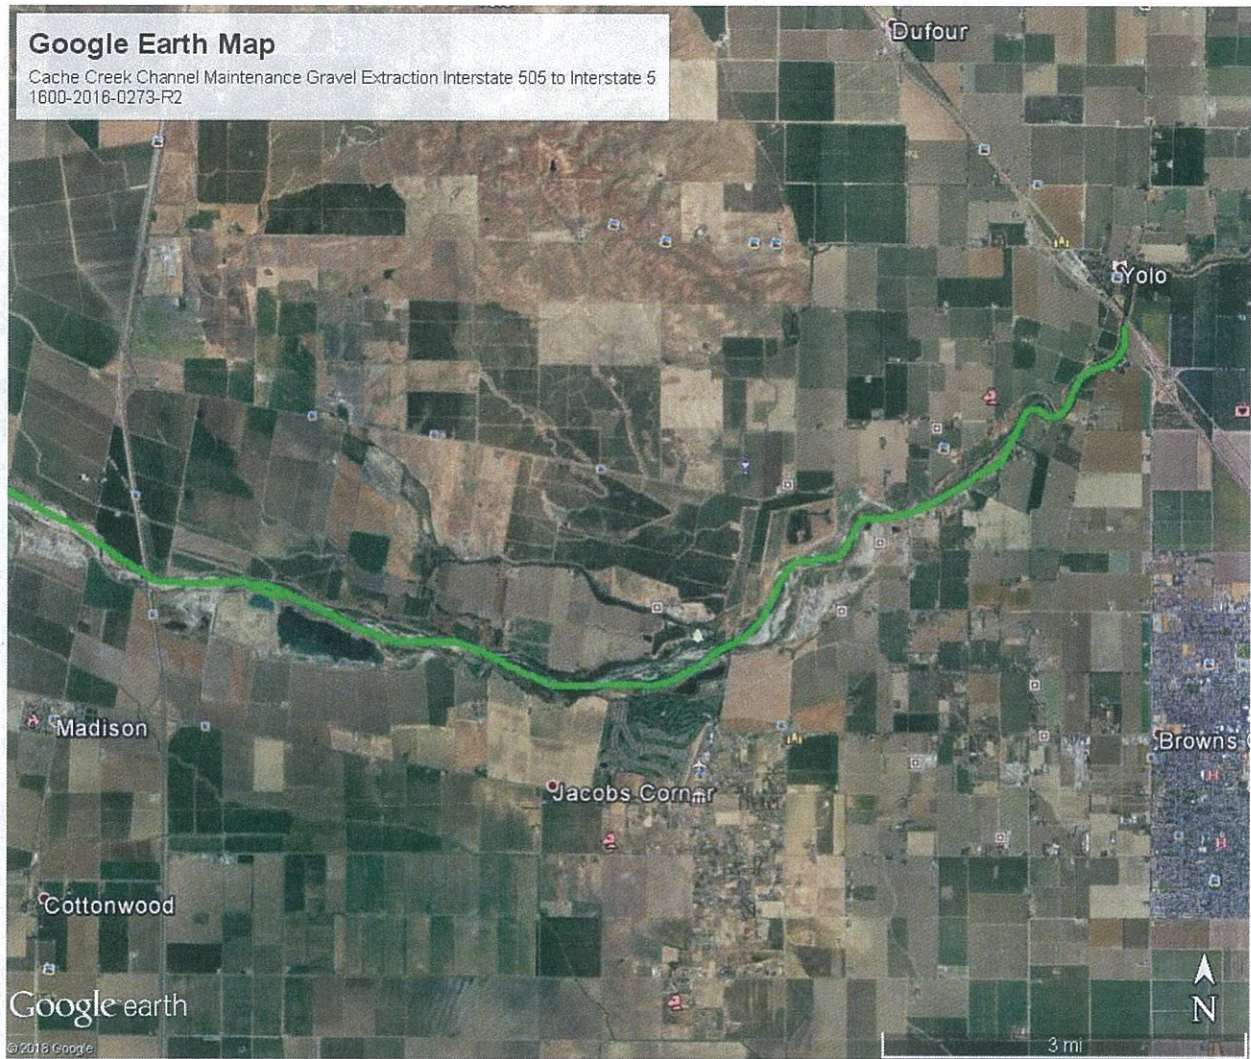 Google Earth Map
Cache Creek Channel Maintenance Gravel Extraction Interstate 505 to Interstate 5
1600-2016-0273-R2
Dufour
Yolo
Madison
Browns
Jacobs Corner
Cottonwood
Google earth
N
© 2016 Google
3 mi